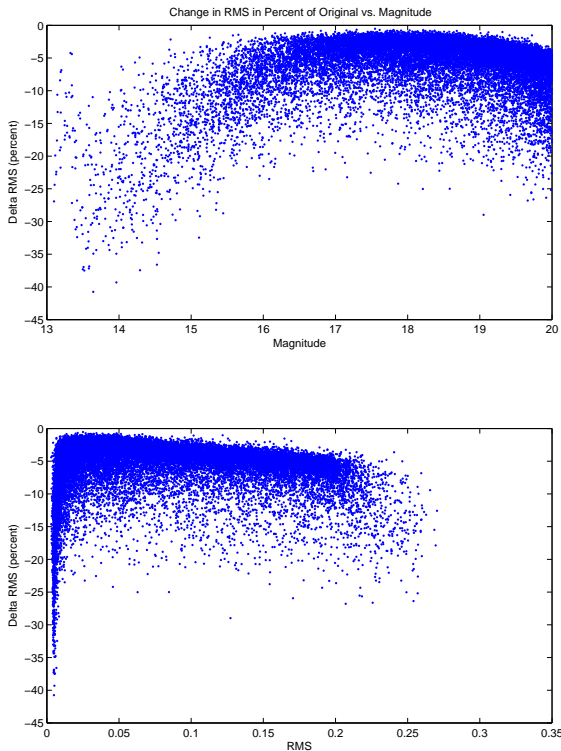 Change in RMS in Percent of Original vs. Magnitude
0
−5
−10
−15
−20
−25
−30
−35
−40
−45
Delta RMS (percent)
13 14 15 16 17 18 19 20
Magnitude
0
−5
−10
−15
−20
−25
−30
−35
−40
−45
Delta RMS (percent)
0 0.05 0.1 0.15 0.2 0.25 0.3 0.35
RMS